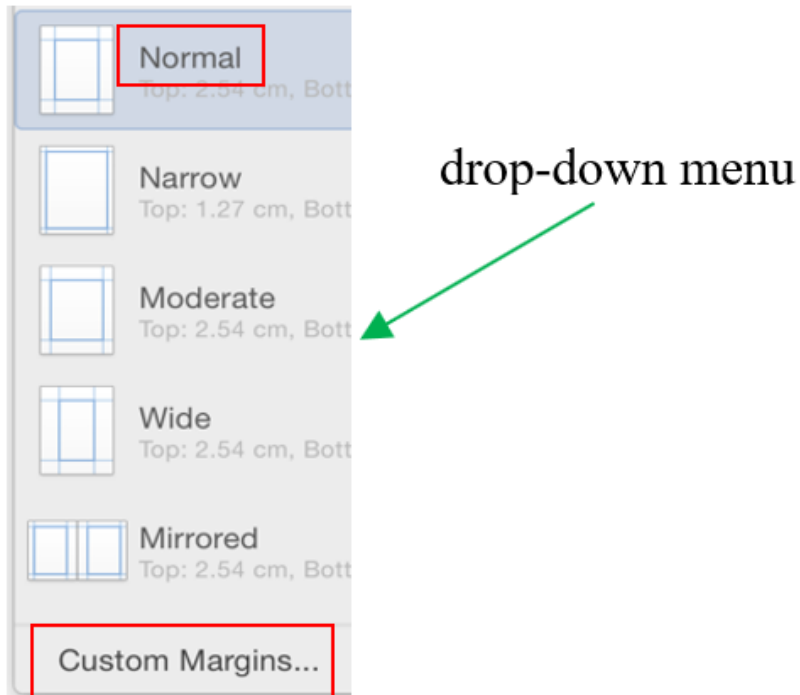 Normal
Top: 2.54 cm, Bott
Narrow
Top: 1.27 cm, Bott
drop-down menu
Moderate
Top: 2.54 cm, Bott
Wide
Top: 2.54 cm, Bott
Mirrored
Top: 2.54 cm, Bott
Custom Margins...